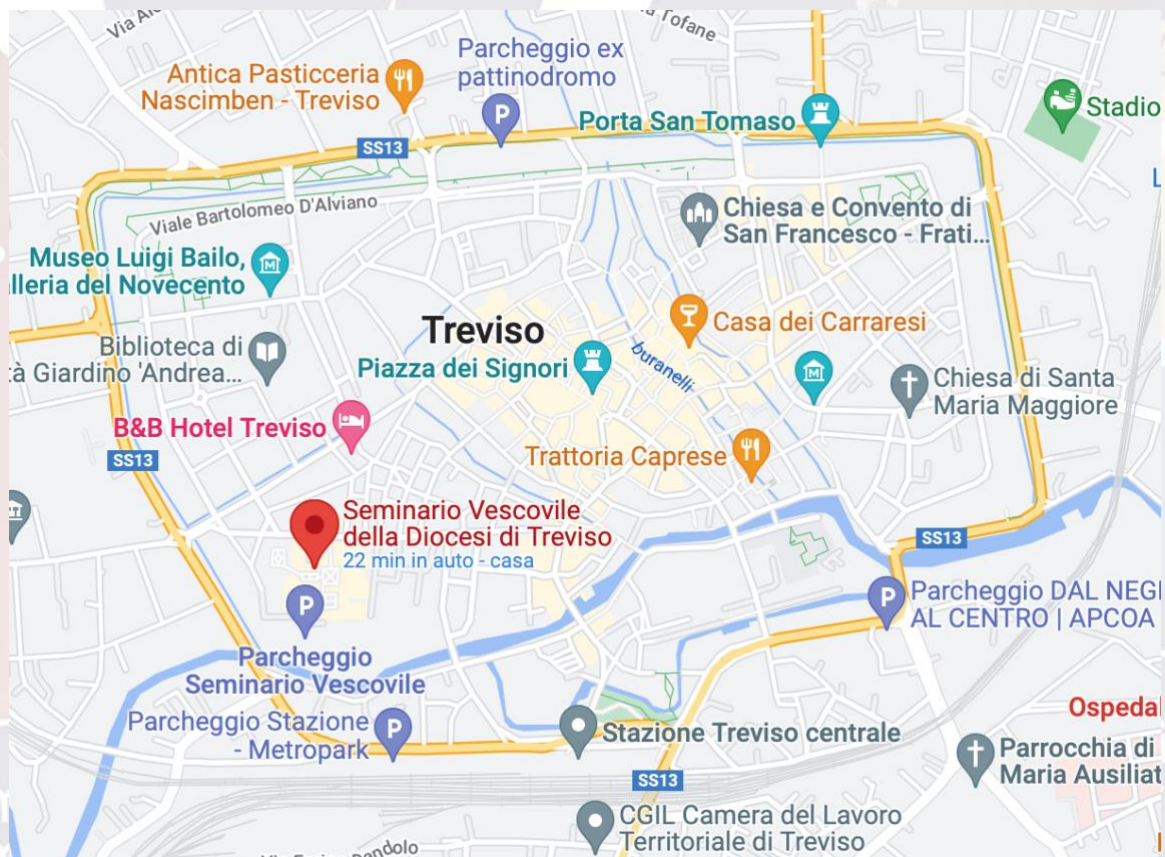 Via
Tofane
Parcheggio ex
pattinodromo
Antica Pasticceria
Nascimben - Treviso
Stadio
Porta San Tomaso
SS13
Viale Bartolomeo D'Alviano
Chiesa e Convento di
San Francesco - Frati...
Museo Luigi Bailo,
lleria del Novecento
Casa dei Carraresi
Treviso
Biblioteca di
à Giardino 'Andrea...
Piazza dei Signori
buranelli
Chiesa di Santa
Maria Maggiore
B&B Hotel Treviso
Trattoria Caprese
SS13
Seminario Vescovile
della Diocesi di Treviso
22 min in auto - casa
SS13
Parcheggio DAL NEG
AL CENTRO | APCOA
Parcheggio
Seminario Vescovile
Parcheggio Stazione
- Metropark
Ospedal
Stazione Treviso centrale
Parrocchia di
Maria Ausiliat
SS13
CGIL Camera del Lavoro
Territoriale di Treviso